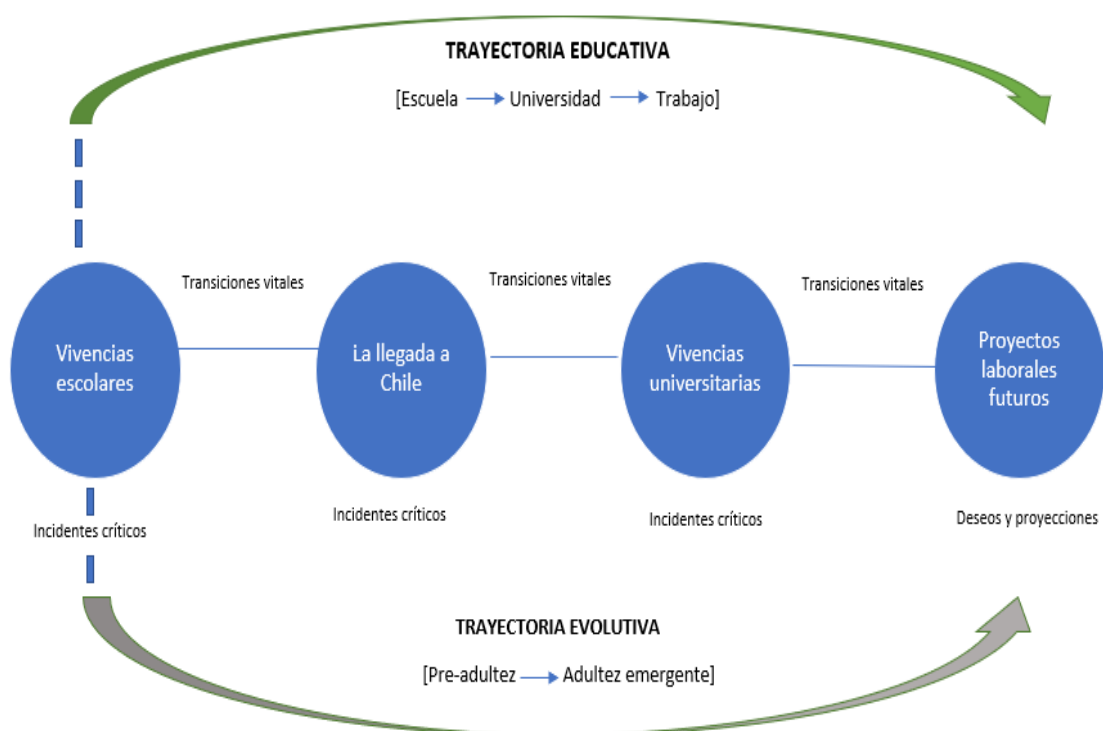 TRAYECTORIA EDUCATIVA
[Escuela Universidad Trabajo]
Transiciones vitales
Transiciones vitales
Transiciones vitales
Vivencias
escolares
La llegada a
Chile
Vivencias
universitarias
Proyectos
laborales
futuros
Incidentes críticos
Incidentes críticos
Incidentes críticos
Deseos y proyecciones
TRAYECTORIA EVOLUTIVA
[Pre-adultez Adultez emergente]